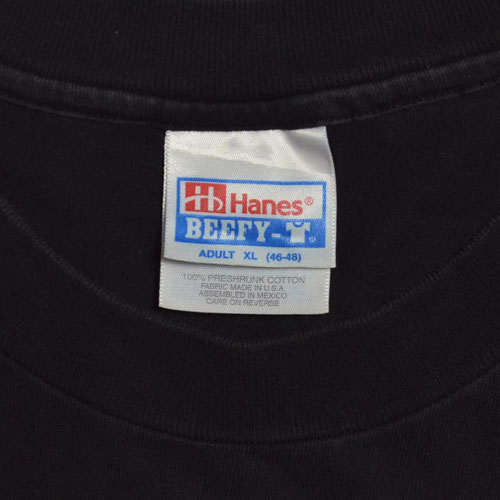 Hanes®
BEEFY-T®
ADULT XL (46-48)
100% PRESHRUNK COTTON
FABRIC MADE IN U.S.A
ASSEMBLED IN MEXICO
CARE ON REVERSE